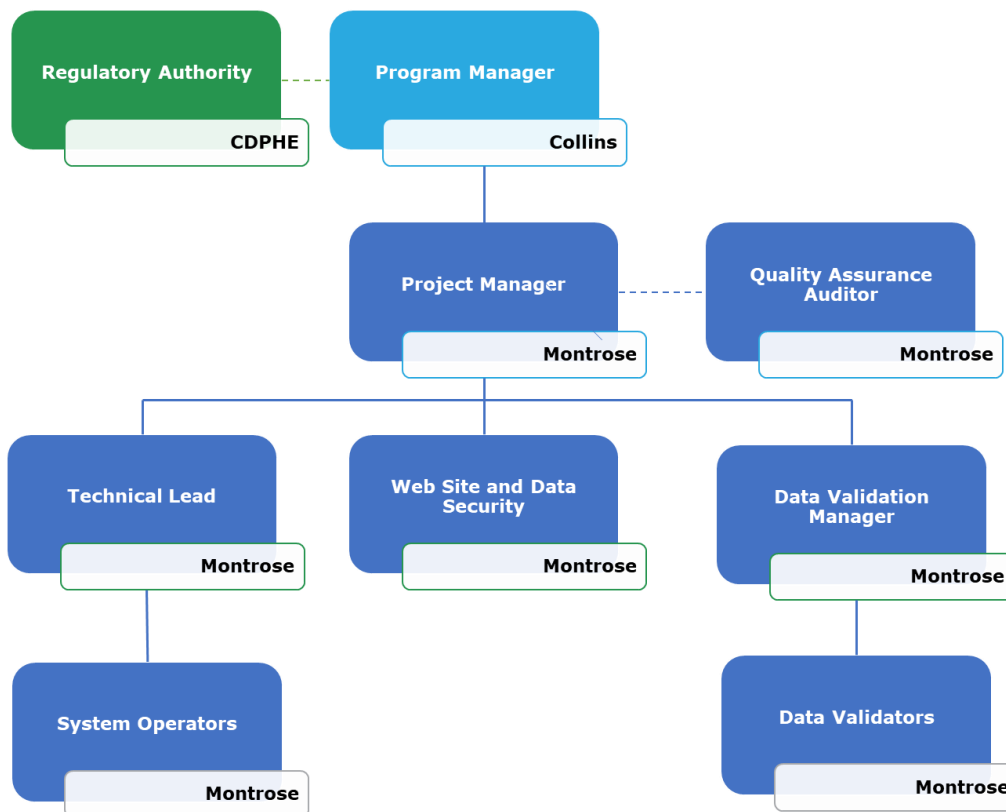 Regulatory Authority
CDPHE
Program Manager
Collins
Project Manager
Montrose
Quality Assurance
Auditor
Montrose
Technical Lead
Montrose
Web Site and Data
Security
Montrose
Data Validation
Manager
Montrose
System Operators
Montrose
Data Validators
Montrose